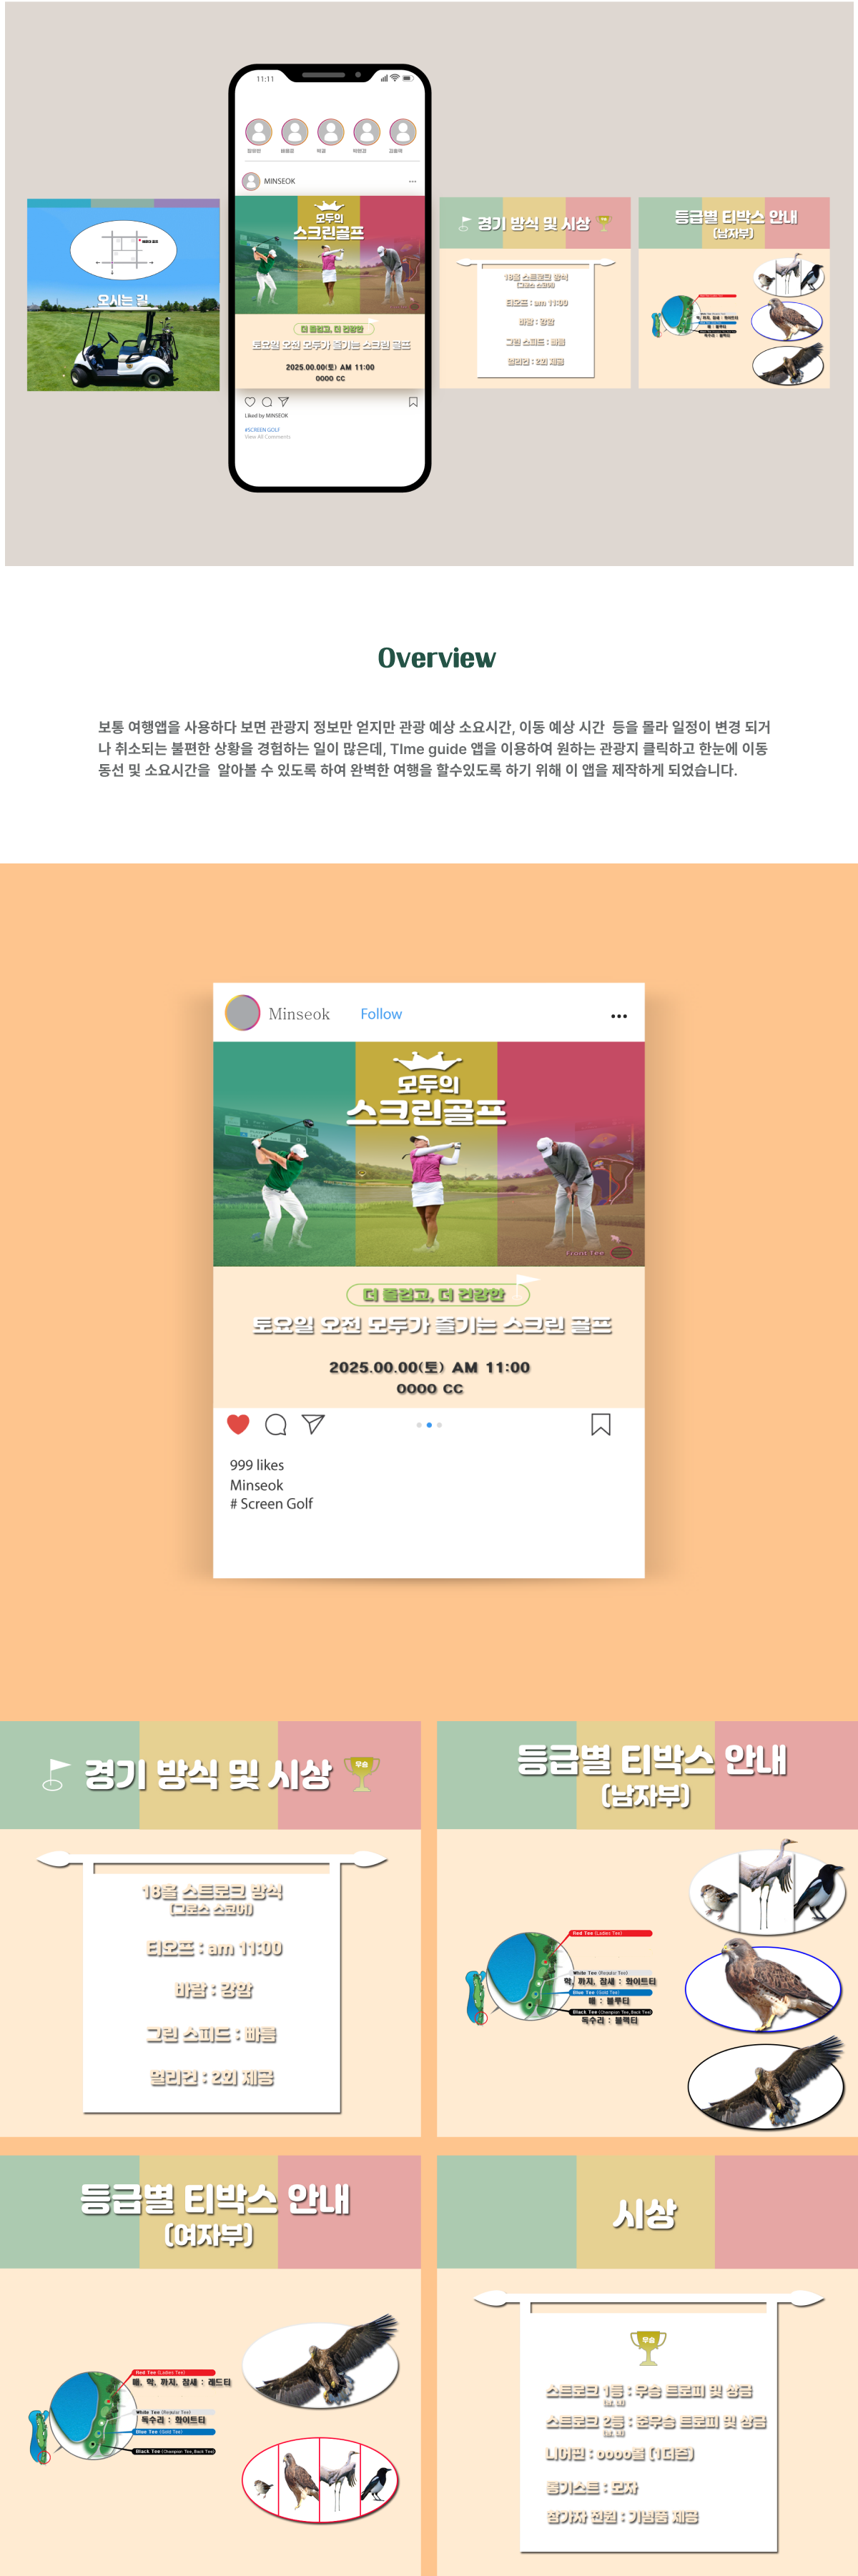 11:11
MINSEOK
오시는 길
모두의
스크린골프
더 즐겁고, 더 건강한
토요일 오전 모두가 즐기는 스크린 골프
2025.00.00(토) AM 11:00
OOOO CC
Liked by MINSEOK
#SCREEN GOLF
View All Comments
경기 방식 및 시상
우승
18홀 스트로크 방식
(그로스 스코어)
티오프 : am 11:00
바람 : 강함
그린 스피드 : 빠름
멀리건 : 2회 제공
등급별 티박스 안내
(남자부)
Overview
보통 여행앱을 사용하다 보면 관광지 정보만 얻지만 관광 예상 소요시간, 이동 예상 시간 등을 몰라 일정이 변경 되거
나 취소되는 불편한 상황을 경험하는 일이 많은데, TIme guide 앱을 이용하여 원하는 관광지 클릭하고 한눈에 이동
동선 및 소요시간을 알아볼 수 있도록 하여 완벽한 여행을 할수있도록 하기 위해 이 앱을 제작하게 되었습니다.
Minseok Follow
모두의
스크린골프
Front Tee
더 즐겁고, 더 건강한
토요일 오전 모두가 즐기는 스크린 골프
2025.00.00(토) AM 11:00
OOOO CC
999 likes
Minseok
# Screen Golf
경기 방식 및 시상
우승
18홀 스트로크 방식
(그로스 스코어)
티오프 : am 11:00
바람 : 강함
그린 스피드 : 빠름
멀리건 : 2회 제공
등급별 티박스 안내
(남자부)
Red Tee (Ladies Tee)
White Tee (Regular Tee)
막, 까치, 참새 : 화이트티
Blue Tee (Gold Tee)
매 : 블루티
Black Tee (Champion Tee, Back Tee)
독수리 : 블랙티
등급별 티박스 안내
(여자부)
Red Tee (Ladies Tee)
매, 학, 까치, 참새 : 레드티
White Tee (Regular Tee)
독수리 : 화이트티
Blue Tee (Gold Tee)
Black Tee (Champion Tee, Back Tee)
시상
우승
스트로크 1등 : 우승 트로피 및 상금
(남, 여)
스트로크 2등 : 준우승 트로피 및 상금
(남, 여)
니어핀 : oooo볼 (1더즌)
롱기스트 : 모자
참가자 전원 : 기념품 제공